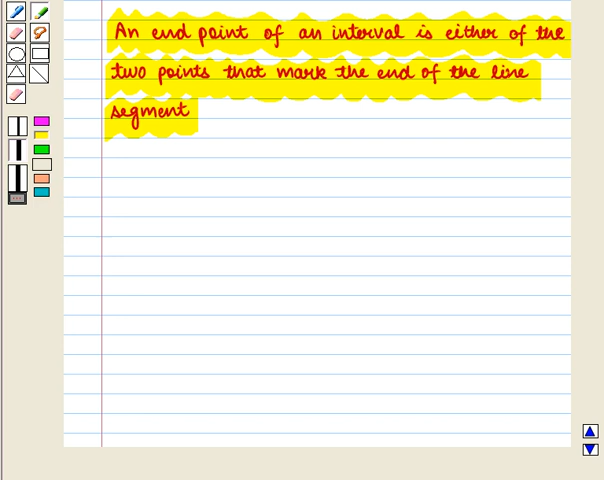 An end point of an interval is either of the
two points that mark the end of the line
segment